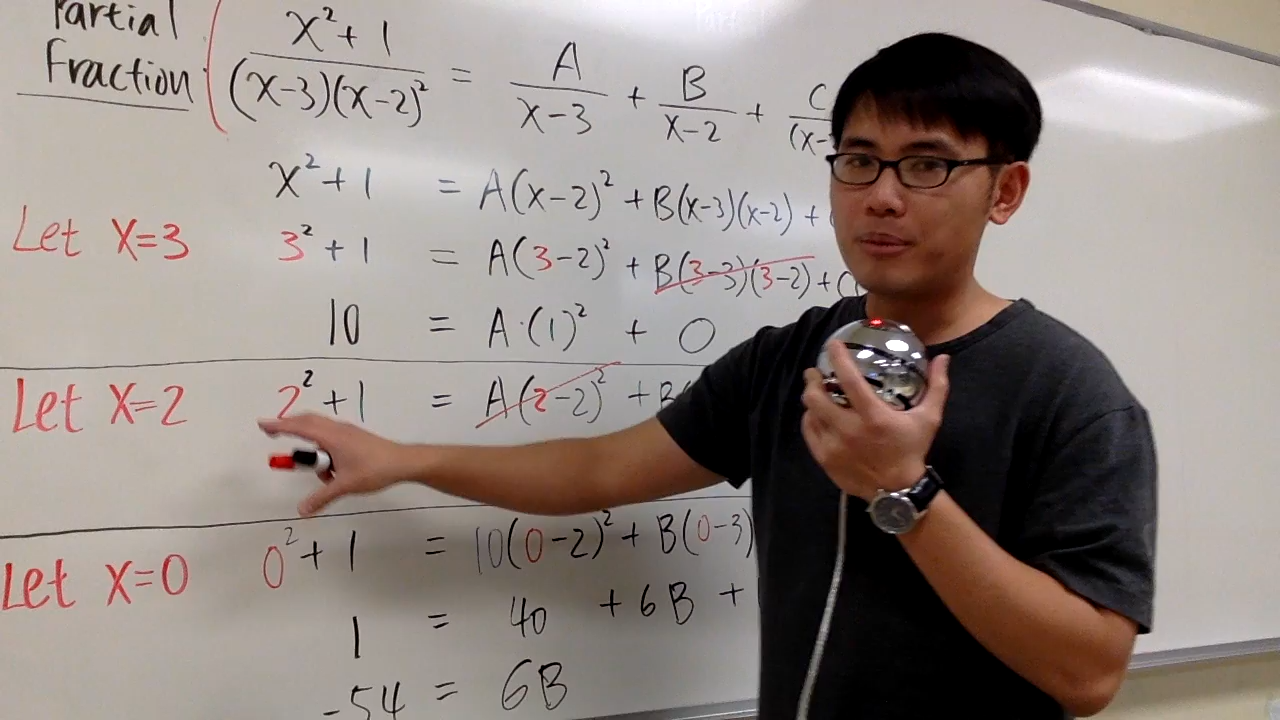 Partial
Fraction
x²+1 / (x-3)(x-2)² = A / x-3 + B / x-2 + C / (x-
x²+1 = A(x-2)² + B(x-3)(x-2) +
Let x=3 3²+1 = A(3-2)² + B(3-3)(3-2) + C(
10 = A·(1)² + 0
Let x=2 2²+1 = A(2-2)² + B(
Let x=0 0²+1 = 10(0-2)² + B(0-3)
1 = 40 + 6B +
-54 = 6B